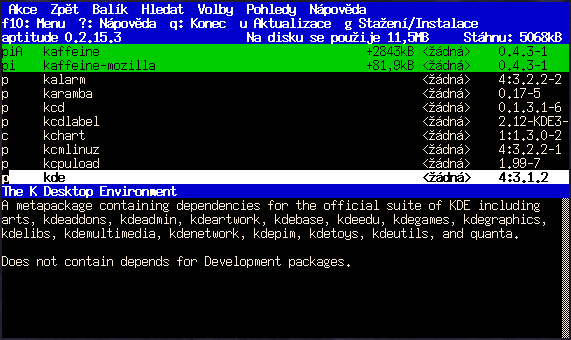 Akce Zpět Balík Hledat Volby Pohledy Nápověda
f10: Menu ?: Nápověda q: Konec u Aktualizace g Stažení/Instalace
aptitude 0.2.15.3 Na disku se použije 11,5MB Stáhnu: 5068kB
piA kaffeine +2843kB <žádná> 0.4.3-1
pi kaffeine-mozilla +81,9kB <žádná> 0.4.3-1
p kalarm <žádná> 4:3.2.2-2
p karamba <žádná> 0.17-5
p kcd <žádná> 0.1.3.1-6
p kcdlabel <žádná> 2.12-KDE3-
c kchart <žádná> 1:1.3.0-2
p kcmlinuz <žádná> 4:3.2.2-1
p kcpuload <žádná> 1.99-7
p kde <žádná> 4:3.1.2
The K Desktop Environment
A metapackage containing dependencies for the official suite of KDE including
arts, kdeaddons, kdeadmin, kdeartwork, kdebase, kdeedu, kdegames, kdegraphics,
kdelibs, kdemultimedia, kdenetwork, kdepim, kdetoys, kdeutils, and quanta.
Does not contain depends for Development packages.